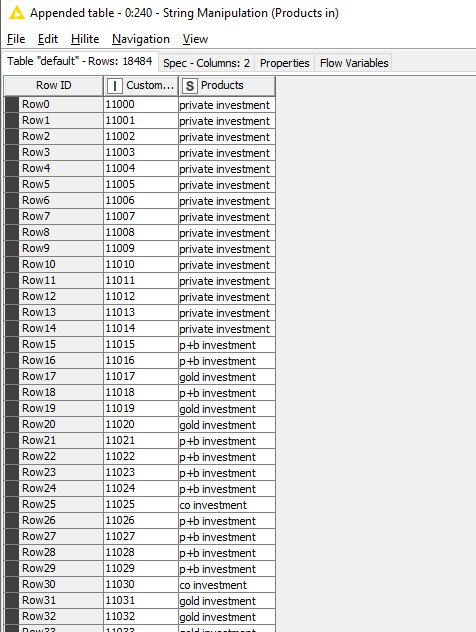 Appended table - 0:240 - String Manipulation (Products in)
File Edit Hilite Navigation View
Table "default" - Rows: 18484 Spec - Columns: 2 Properties Flow Variables
Row ID I Custom... S Products
Row0 11000 private investment
Row1 11001 private investment
Row2 11002 private investment
Row3 11003 private investment
Row4 11004 private investment
Row5 11005 private investment
Row6 11006 private investment
Row7 11007 private investment
Row8 11008 private investment
Row9 11009 private investment
Row10 11010 private investment
Row11 11011 private investment
Row12 11012 private investment
Row13 11013 private investment
Row14 11014 private investment
Row15 11015 p+b investment
Row16 11016 p+b investment
Row17 11017 gold investment
Row18 11018 p+b investment
Row19 11019 gold investment
Row20 11020 gold investment
Row21 11021 p+b investment
Row22 11022 p+b investment
Row23 11023 p+b investment
Row24 11024 p+b investment
Row25 11025 co investment
Row26 11026 p+b investment
Row27 11027 p+b investment
Row28 11028 p+b investment
Row29 11029 p+b investment
Row30 11030 co investment
Row31 11031 gold investment
Row32 11032 gold investment